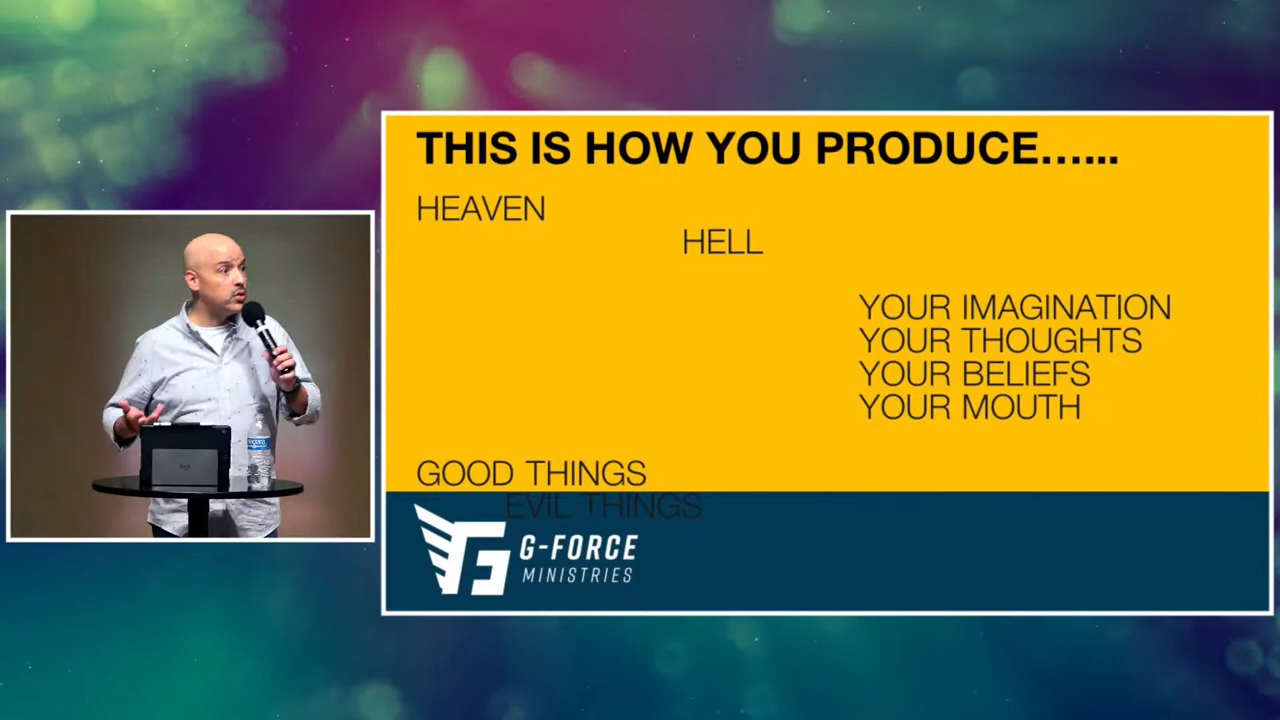 THIS IS HOW YOU PRODUCE…...
HEAVEN
HELL
YOUR IMAGINATION
YOUR THOUGHTS
YOUR BELIEFS
YOUR MOUTH
GOOD THINGS
EVIL THINGS
G-FORCE
MINISTRIES